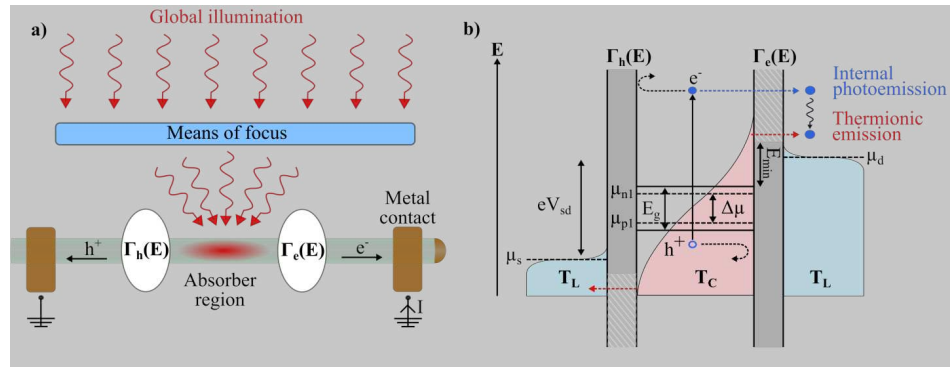 a)
Global illumination
Means of focus
Metal
contact
Γh(E)
Γe(E)
h+
e-
Absorber
region
I
b)
E
Γh(E)
Γe(E)
e-
Internal
photoemission
Thermionic
emission
Emin
μd
μn1
Eg
Δμ
μp1
eVsd
h+
μs
TL
TC
TL